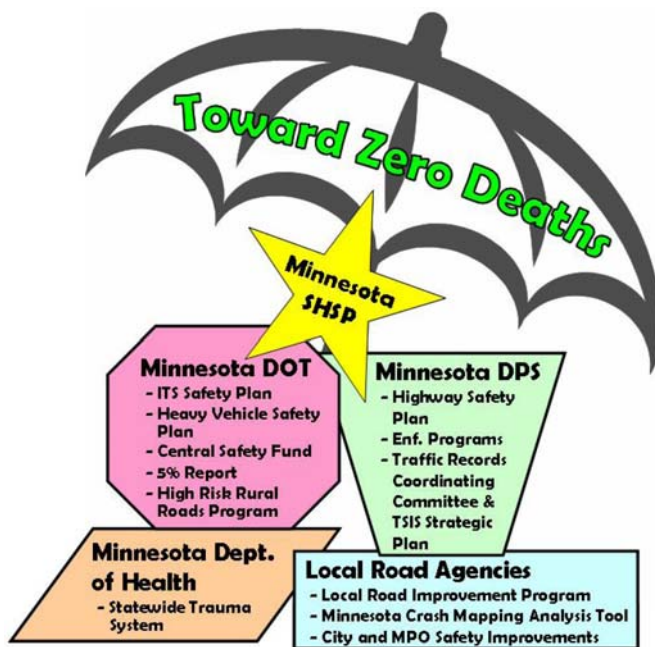 Toward Zero Deaths
Minnesota
SHSP
Minnesota DOT
- ITS Safety Plan
- Heavy Vehicle Safety
Plan
- Central Safety Fund
- 5% Report
- High Risk Rural
Roads Program
Minnesota DPS
- Highway Safety
Plan
- Enf. Programs
- Traffic Records
Coordinating
Committee &
TSIS Strategic
Plan
Minnesota Dept.
of Health
- Statewide Trauma
System
Local Road Agencies
- Local Road Improvement Program
- Minnesota Crash Mapping Analysis Tool
- City and MPO Safety Improvements